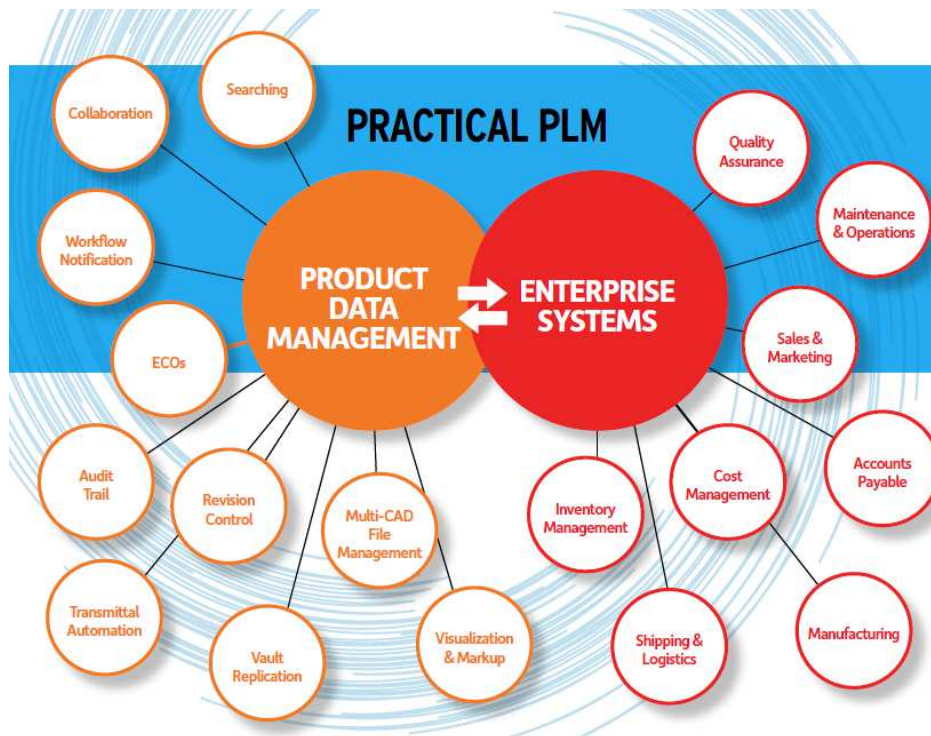 PRACTICAL PLM
Searching
Collaboration
Quality
Assurance
Maintenance
& Operations
Workflow
Notification
PRODUCT
DATA
MANAGEMENT
ENTERPRISE
SYSTEMS
Sales &
Marketing
ECOs
Audit
Trail
Revision
Control
Multi-CAD
File
Management
Inventory
Management
Cost
Management
Accounts
Payable
Transmittal
Automation
Vault
Replication
Visualization
& Markup
Shipping &
Logistics
Manufacturing